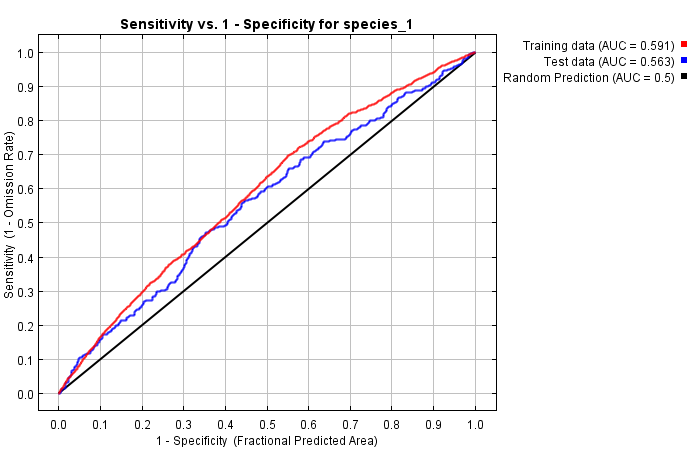 Sensitivity vs. 1 - Specificity for species_1
Training data (AUC = 0.591)
Test data (AUC = 0.563)
Random Prediction (AUC = 0.5)
Sensitivity (1 - Omission Rate)
1.0
0.9
0.8
0.7
0.6
0.5
0.4
0.3
0.2
0.1
0.0
0.0 0.1 0.2 0.3 0.4 0.5 0.6 0.7 0.8 0.9 1.0
1 - Specificity (Fractional Predicted Area)